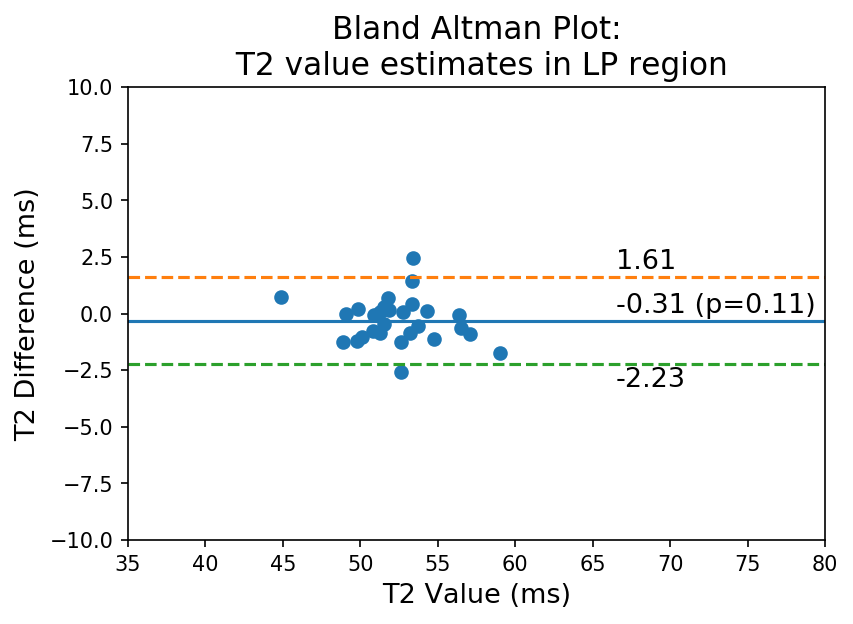 Bland Altman Plot:
T2 value estimates in LP region
10.0
7.5
5.0
2.5
0.0
−2.5
−5.0
−7.5
−10.0
T2 Difference (ms)
1.61
-0.31 (p=0.11)
-2.23
35 40 45 50 55 60 65 70 75 80
T2 Value (ms)